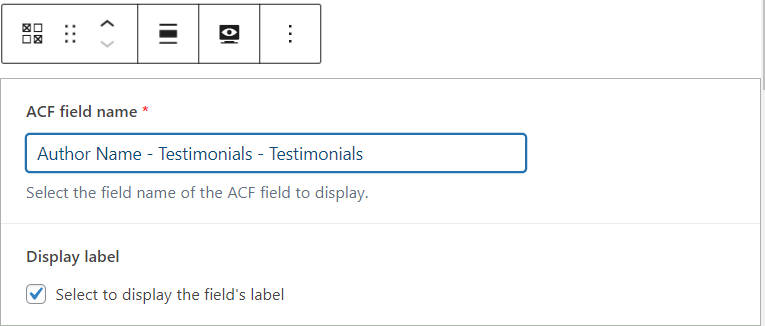 ACF field name *
Author Name - Testimonials - Testimonials
Select the field name of the ACF field to display.
Display label
Select to display the field's label